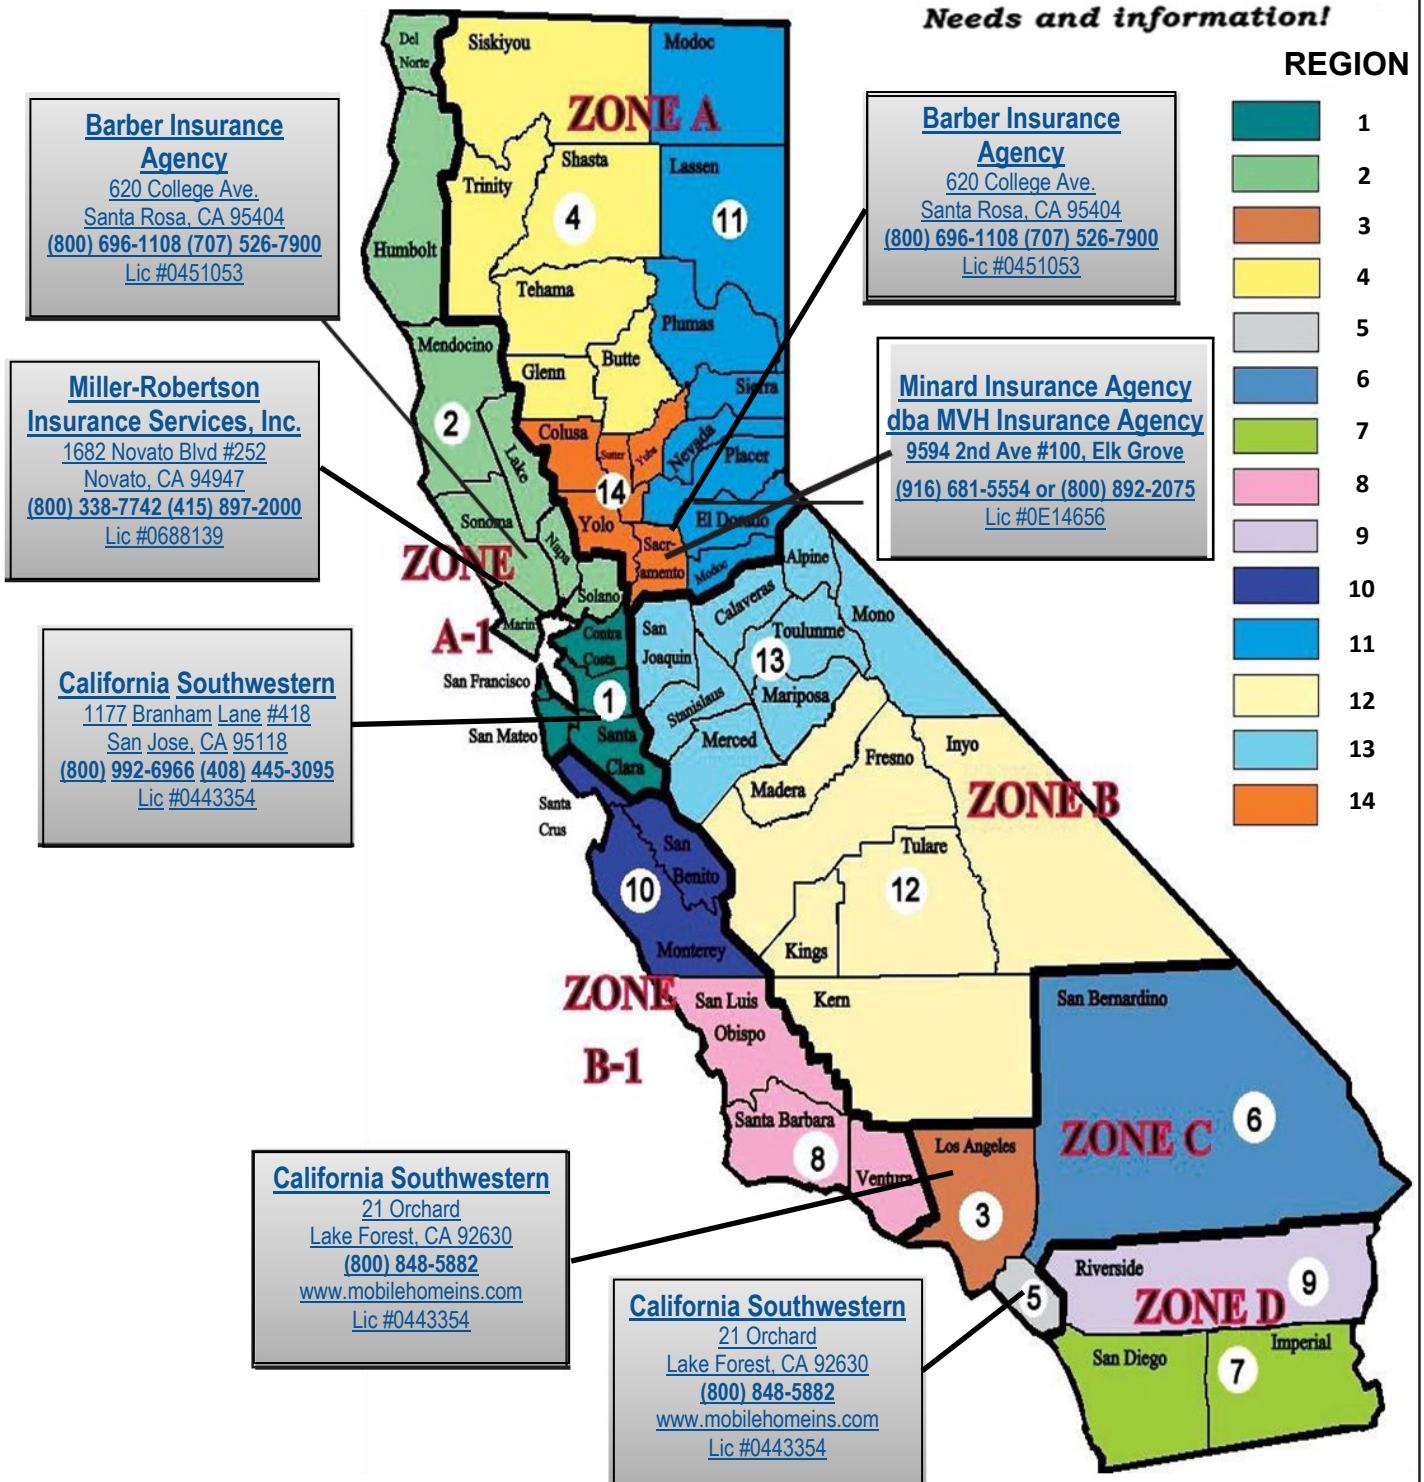 Needs and information!
REGION
1
2
3
4
5
6
7
8
9
10
11
12
13
14
Barber Insurance
Agency
620 College Ave.
Santa Rosa, CA 95404
(800) 696-1108 (707) 526-7900
Lic #0451053
Miller-Robertson
Insurance Services, Inc.
1682 Novato Blvd #252
Novato, CA 94947
(800) 338-7742 (415) 897-2000
Lic #0688139
California Southwestern
1177 Branham Lane #418
San Jose, CA 95118
(800) 992-6966 (408) 445-3095
Lic #0443354
Barber Insurance
Agency
620 College Ave.
Santa Rosa, CA 95404
(800) 696-1108 (707) 526-7900
Lic #0451053
Minard Insurance Agency
dba MVH Insurance Agency
9594 2nd Ave #100, Elk Grove
(916) 681-5554 or (800) 892-2075
Lic #0E14656
California Southwestern
21 Orchard
Lake Forest, CA 92630
(800) 848-5882
www.mobilehomeins.com
Lic #0443354
California Southwestern
21 Orchard
Lake Forest, CA 92630
(800) 848-5882
www.mobilehomeins.com
Lic #0443354
Del
Norte
Siskiyou
Modoc
ZONE A
Shasta
Lassen
Trinity
4
11
Humbolt
Tehama
Plumas
Mendocino
Butte
Glenn
Sierra
2
Colusa
Sutter
Yuba
Nevada
Placer
Lake
14
Sonoma
Yolo
El Dorado
Napa
Sacr-
amento
Modoc
Alpine
ZONE
A-1
Solano
Calaveras
Mono
Marin
Contra
Costa
San
Joaquin
Toulunme
13
San Francisco
1
Stanislaus
Mariposa
San Mateo
Santa
Clara
Merced
Fresno
Inyo
Madera
ZONE B
Santa
Crus
San
Benito
Tulare
10
12
Monterey
Kings
ZONE
B-1
San Luis
Obispo
Kern
San Bernardino
Santa Barbara
8
Ventura
Los Angeles
3
ZONE C
6
5
Riverside
9
ZONE D
San Diego
7
Imperial